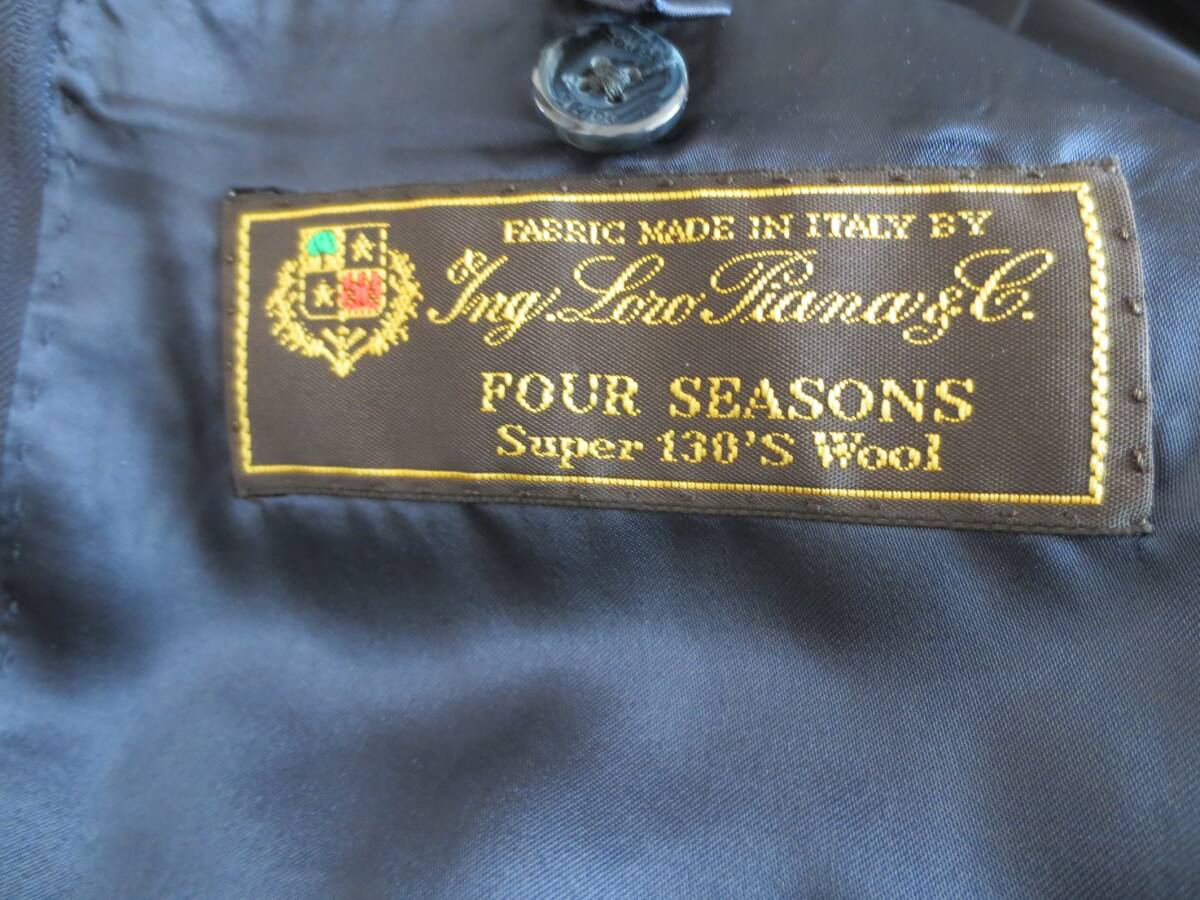 FABRIC MADE IN ITALY BY
Ing. Loro Piana & C.
FOUR SEASONS
Super 130'S Wool